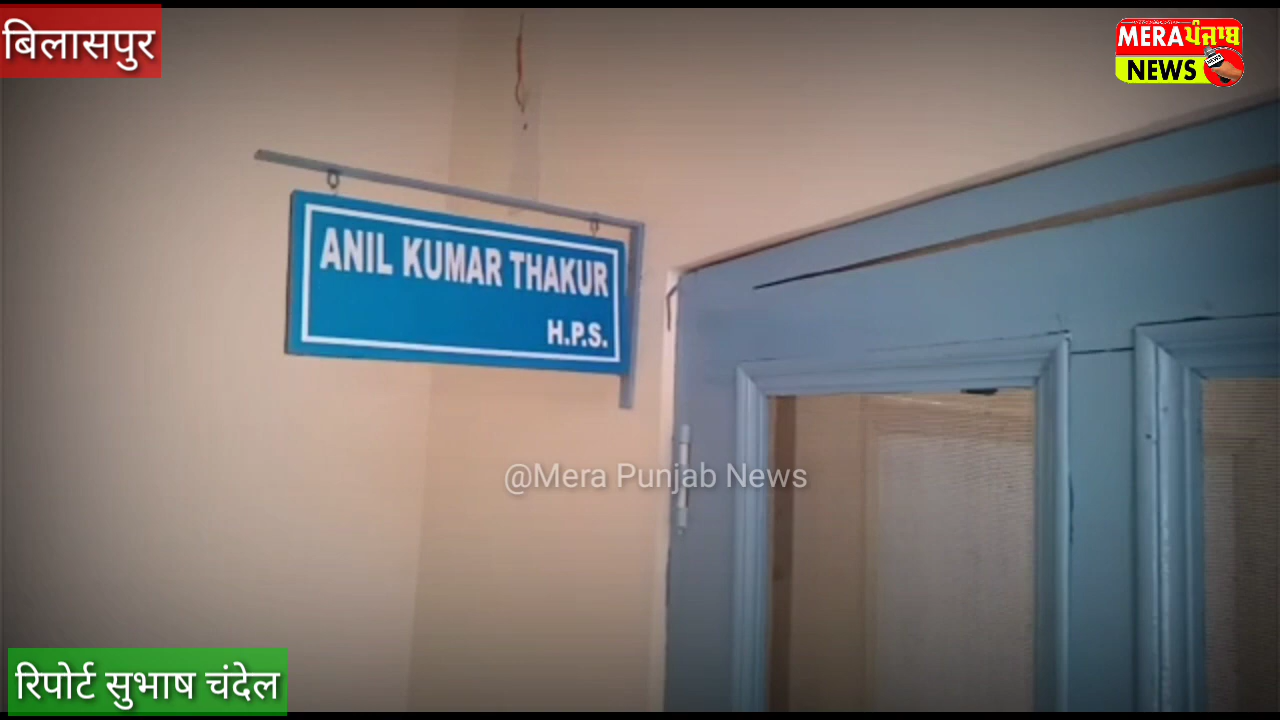 बिलासपुर
MERA ਪੰਜਾਬ
NEWS
ANIL KUMAR THAKUR
H.P.S.
@Mera Punjab News
रिपोर्ट सुभाष चंदेल